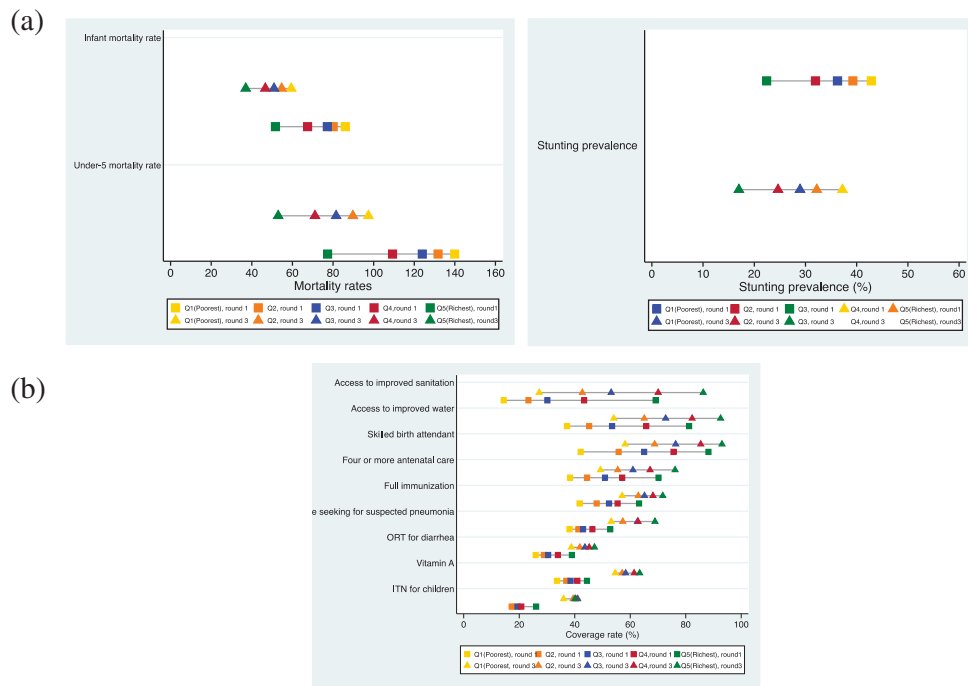 (a)
Infant mortality rate
Under-5 mortality rate
0 20 40 60 80 100 120 140 160
Mortality rates
Q1(Poorest), round 1 Q2, round 1 Q3, round 1 Q4,round 1 Q5(Richest), round1
Q1(Poorest), round 3 Q2, round 3 Q3, round 3 Q4,round 3 Q5(Richest), round3
Stunting prevalence
0 10 20 30 40 50 60
Stunting prevalence (%)
Q1(Poorest), round 1 Q2, round 1 Q3, round 1 Q4,round 1 Q5(Richest), round1
Q1(Poorest), round 3 Q2, round 3 Q3, round 3 Q4,round 3 Q5(Richest), round3
(b)
Access to improved sanitation
Access to improved water
Skilled birth attendant
Four or more antenatal care
Full immunization
e seeking for suspected pneumonia
ORT for diarrhea
Vitamin A
ITN for children
0 20 40 60 80 100
Coverage rate (%)
Q1(Poorest), round 1 Q2, round 1 Q3, round 1 Q4,round 1 Q5(Richest), round1
Q1(Poorest), round 3 Q2, round 3 Q3, round 3 Q4,round 3 Q5(Richest), round3